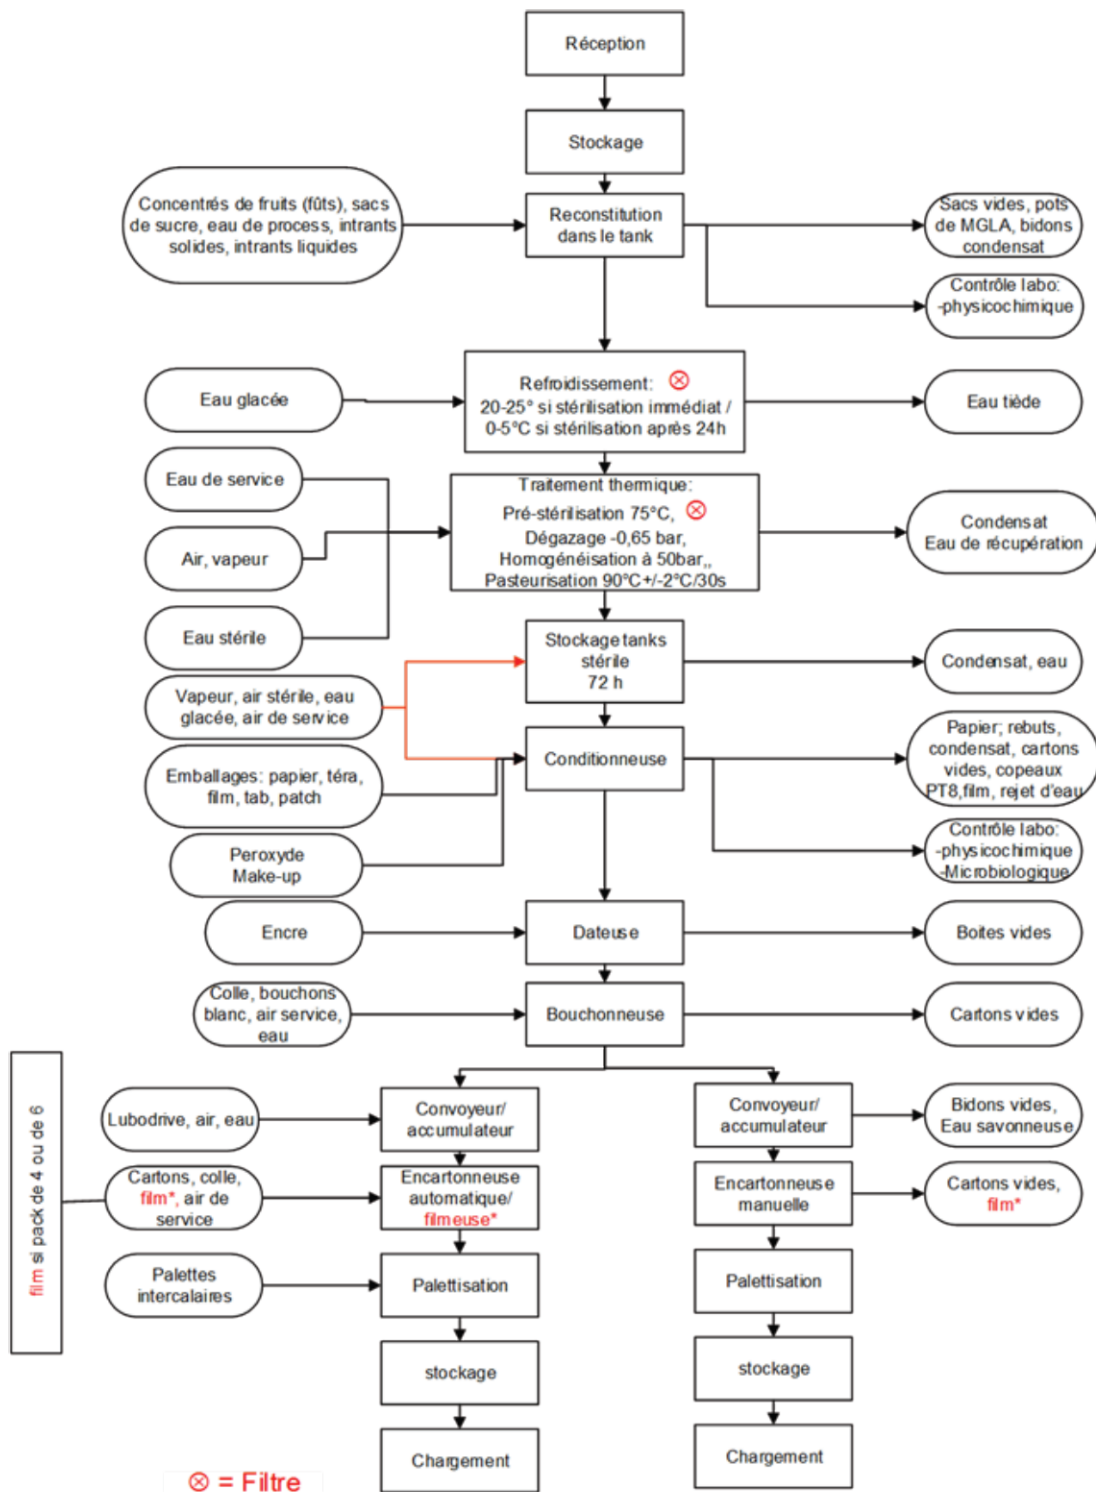 Réception
Stockage
Concentrés de fruits (fûts), sacs
de sucre, eau de process, intrants
solides, intrants liquides
Reconstitution
dans le tank
Sacs vides, pots
de MGLA, bidons
condensat
Contrôle labo:
-physicochimique
Eau glacée
Refroidissement: ⊗
20-25° si stérilisation immédiat /
0-5°C si stérilisation après 24h
Eau tiède
Eau de service
Air, vapeur
Eau stérile
Traitement thermique:
Pré-stérilisation 75°C, ⊗
Dégazage -0,65 bar,
Homogénéisation à 50bar,,
Pasteurisation 90°C+/-2°C/30s
Condensat
Eau de récupération
Stockage tanks
stérile
72 h
Condensat, eau
Vapeur, air stérile, eau
glacée, air de service
Emballages: papier, téra,
film, tab, patch
Peroxyde
Make-up
Conditionneuse
Papier; rebuts,
condensat, cartons
vides, copeaux
PT8,film, rejet d'eau
Contrôle labo:
-physicochimique
-Microbiologique
Encre
Dateuse
Boites vides
Colle, bouchons
blanc, air service,
eau
Bouchonneuse
Cartons vides
film si pack de 4 ou de 6
Lubodrive, air, eau
Convoyeur/
accumulateur
Convoyeur/
accumulateur
Bidons vides,
Eau savonneuse
Cartons, colle,
film*, air de
service
Encartonneuse
automatique/
filmeuse*
Encartonneuse
manuelle
Cartons vides,
film*
Palettes
intercalaires
Palettisation
Palettisation
stockage
stockage
Chargement
Chargement
⊗ = Filtre